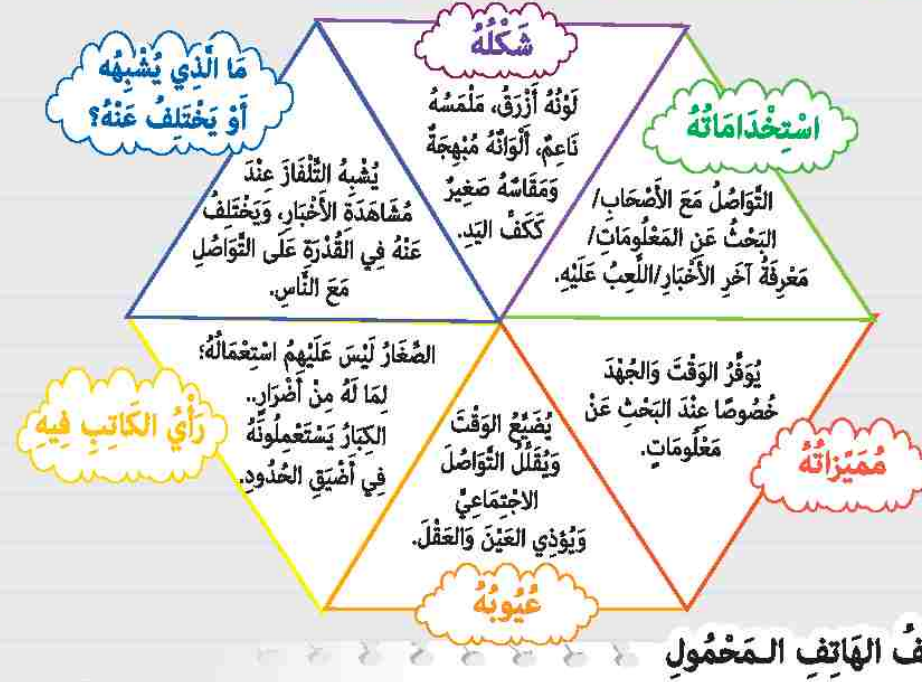 شَكْلُهُ
لَوْنُهُ أَزْرَقُ، مَلْمَسُهُ
نَاعِمٌ، أَلْوَانُهُ مُبْهِجَةٌ
وَمَقَاسُهُ صَغِيرٌ
كَكَفِّ اليَدِ.
اسْتِخْدَامَاتُهُ
التَّوَاصُلُ مَعَ الأَصْحَابِ/
البَحْثُ عَنِ المَعْلُومَاتِ/
مَعْرِفَةُ آخَرِ الأَخْبَارِ/اللَّعِبُ عَلَيْهِ.
مُمَيِّزَاتُهُ
يُوَفِّرُ الوَقْتَ وَالجُهْدَ
خُصُوصًا عِنْدَ البَحْثِ عَنْ
مَعْلُومَاتٍ.
عُيُوبُهُ
يُضَيِّعُ الوَقْتَ
وَيُقَلِّلُ التَّوَاصُلَ
الاجْتِمَاعِيَّ
وَيُؤْذِي العَيْنَ وَالعَقْلَ.
رَأْيُ الكَاتِبِ فِيهِ
الصِّغَارُ لَيْسَ عَلَيْهِمُ اسْتِعْمَالُهُ؛
لِمَا لَهُ مِنْ أَضْرَارٍ..
الكِبَارُ يَسْتَعْمِلُونَهُ
فِي أَضْيَقِ الحُدُودِ.
مَا الَّذِي يُشْبِهُه
أَوْ يَخْتَلِفُ عَنْهُ؟
يُشْبِهُ التِّلْفَازَ عِنْدَ
مُشَاهَدَةِ الأَخْبَارِ، وَيَخْتَلِفُ
عَنْهُ فِي القُدْرَةِ عَلَى التَّوَاصُلِ
مَعَ النَّاسِ.
الهَاتِفِ المَحْمُولِ